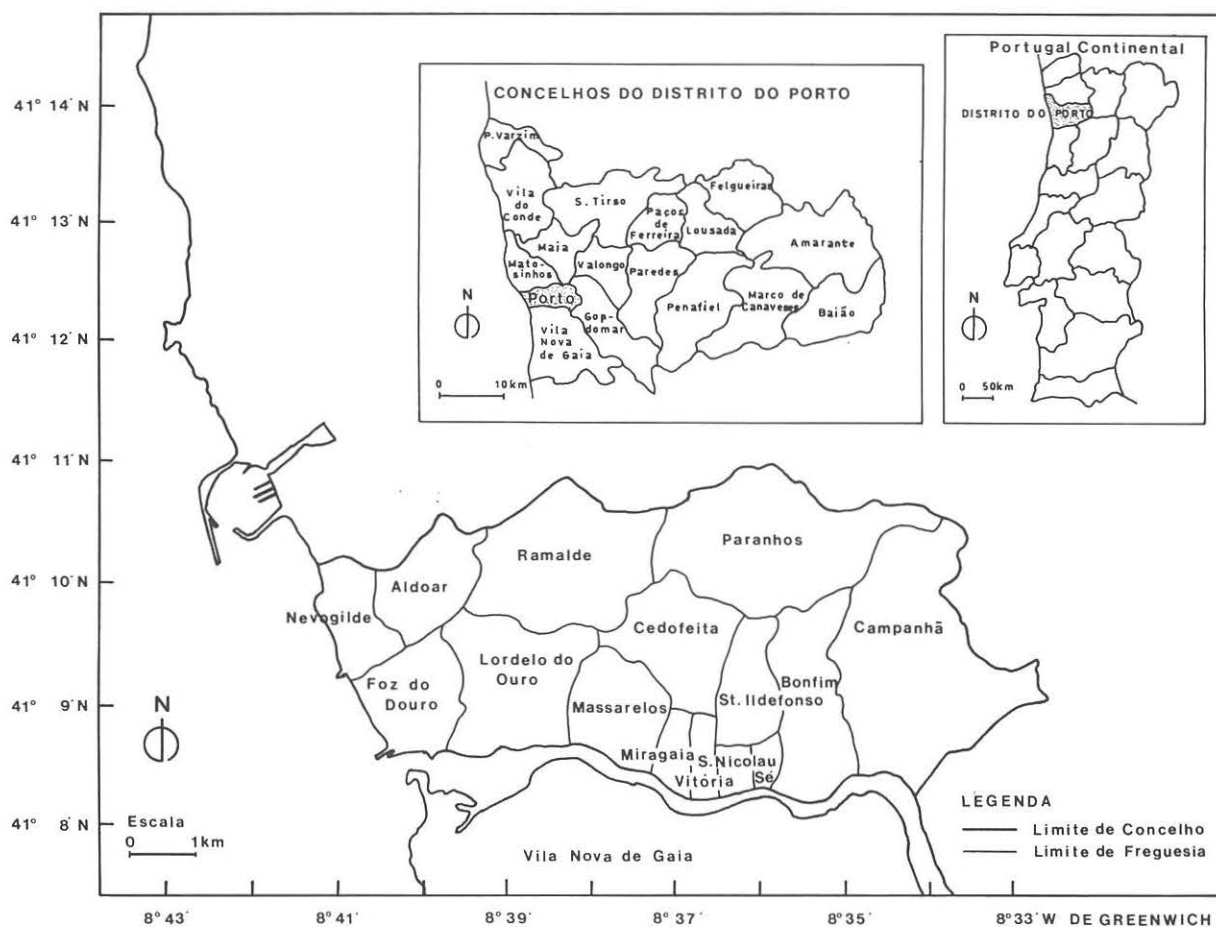 CONCELHOS DO DISTRITO DO PORTO
P. Varzim
Vila
do
Conde
S. Tirso
Felgueiras
Paços
de
Ferreira
Lousada
Amarante
Maia
Mato-
sinhos
Valongo
Paredes
Porto
Penafiel
Marco de
Canaveses
Baião
Gon-
domar
Vila
Nova
de Gaia
N
0 10km
Portugal Continental
DISTRITO DO PORTO
N
0 50km
41° 14' N
41° 13' N
41° 12' N
41° 11' N
41° 10' N
41° 9' N
41° 8' N
Ramalde
Paranhos
Aldoar
Nevogilde
Cedofeita
Campanhã
Lordelo do
Ouro
Foz do
Douro
Massarelos
St. Ildefonso
Bonfim
Miragaia
Vitória
S. Nicolau
Sé
N
Escala
0 1km
Vila Nova de Gaia
LEGENDA
Limite de Concelho
Limite de Freguesia
8° 43' 8° 41' 8° 39' 8° 37' 8° 35' 8° 33' W DE GREENWICH